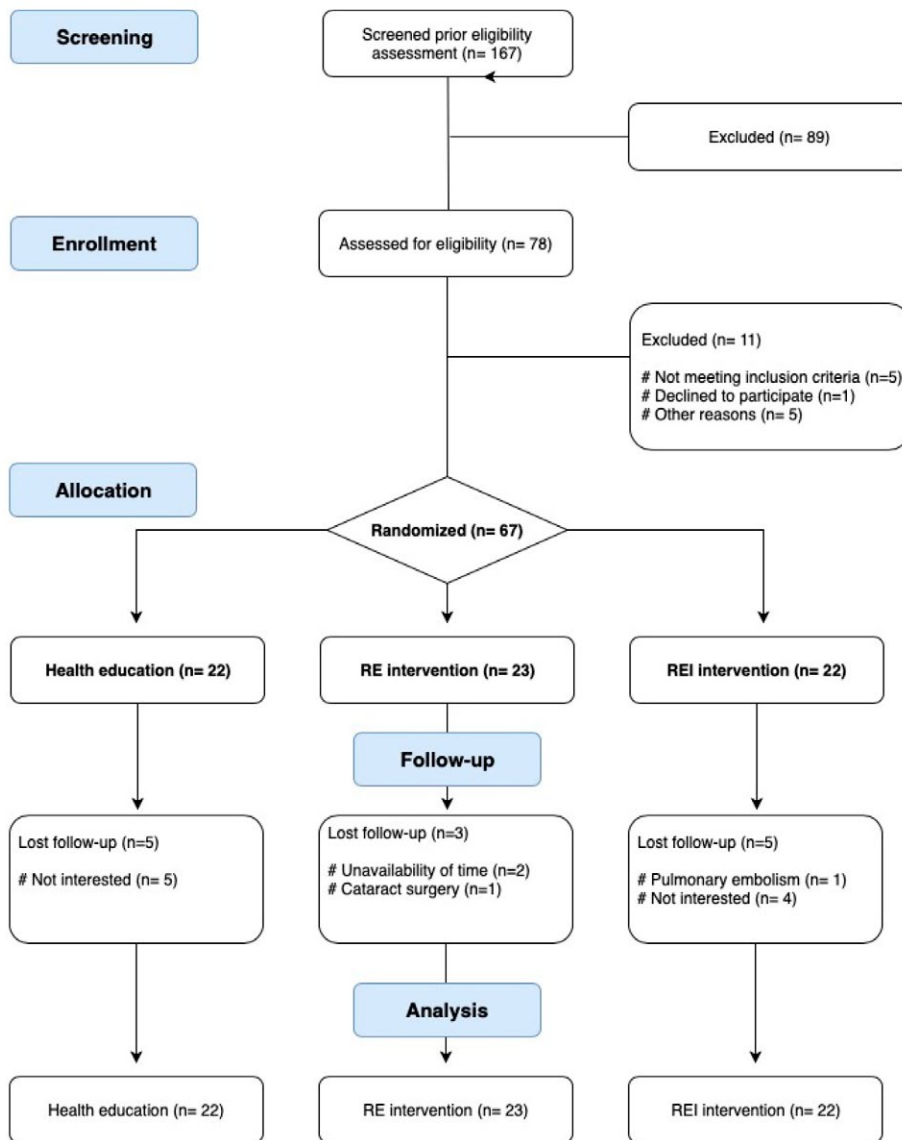 Screening
Screened prior eligibility
assessment (n= 167)
Excluded (n= 89)
Enrollment
Assessed for eligibility (n= 78)
Excluded (n= 11)
# Not meeting inclusion criteria (n=5)
# Declined to participate (n=1)
# Other reasons (n= 5)
Allocation
Randomized (n= 67)
Health education (n= 22)
RE intervention (n= 23)
REI intervention (n= 22)
Follow-up
Lost follow-up (n=5)
# Not interested (n= 5)
Lost follow-up (n=3)
# Unavailability of time (n=2)
# Cataract surgery (n=1)
Lost follow-up (n=5)
# Pulmonary embolism (n= 1)
# Not interested (n= 4)
Analysis
Health education (n= 22)
RE intervention (n= 23)
REI intervention (n= 22)